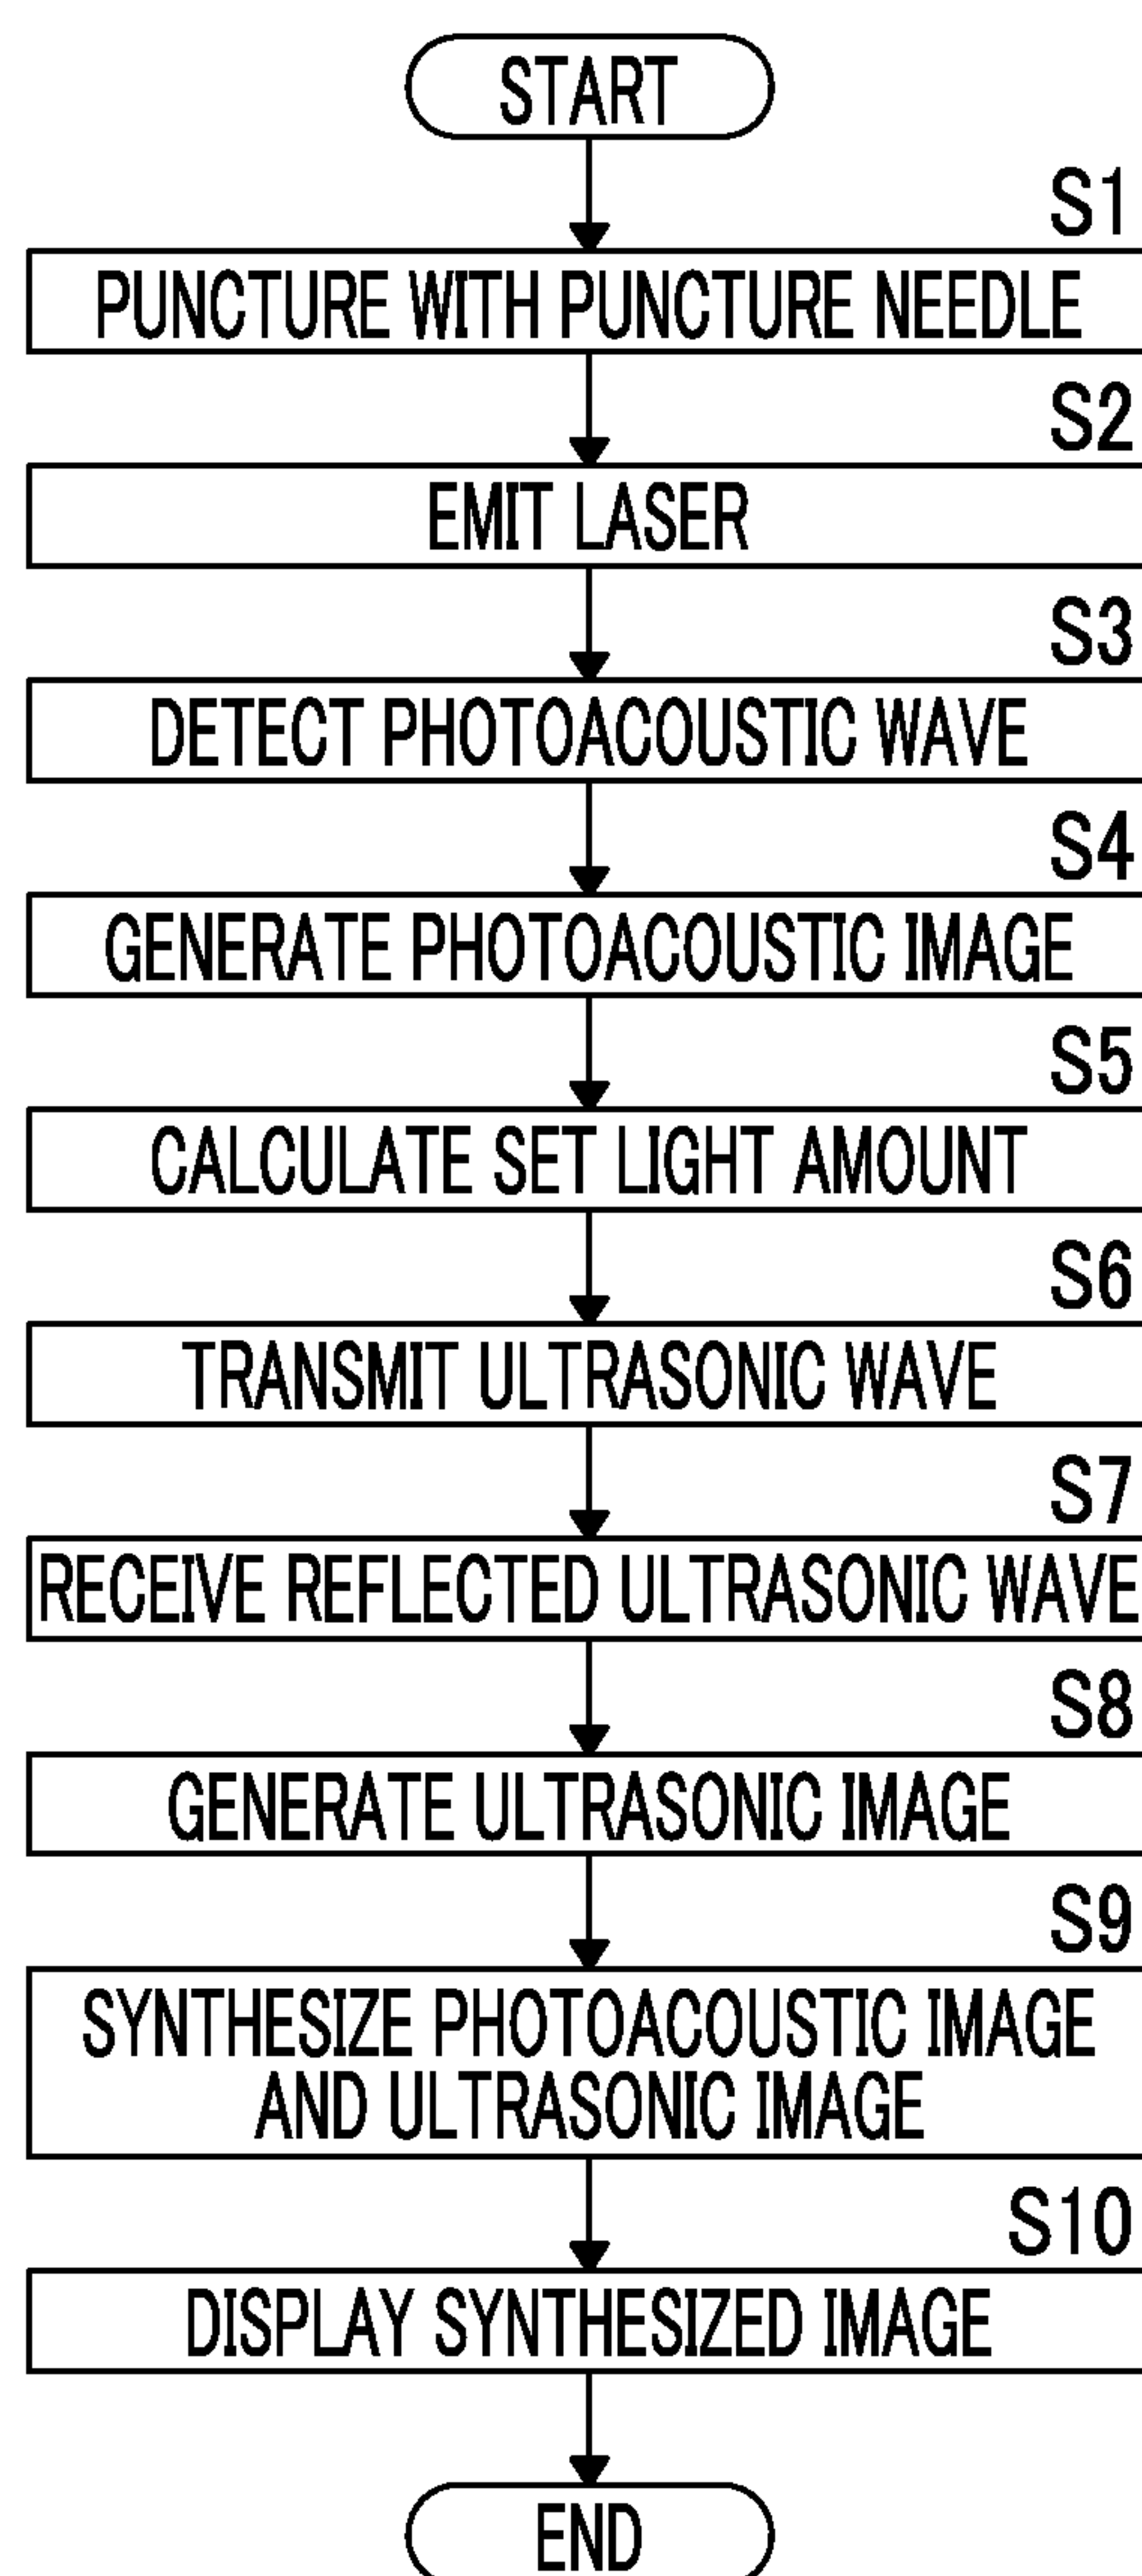 START
S1
PUNCTURE WITH PUNCTURE NEEDLE
S2
EMIT LASER
S3
DETECT PHOTOACOUSTIC WAVE
S4
GENERATE PHOTOACOUSTIC IMAGE
S5
CALCULATE SET LIGHT AMOUNT
S6
TRANSMIT ULTRASONIC WAVE
S7
RECEIVE REFLECTED ULTRASONIC WAVE
S8
GENERATE ULTRASONIC IMAGE
S9
SYNTHESIZE PHOTOACOUSTIC IMAGE
AND ULTRASONIC IMAGE
S10
DISPLAY SYNTHESIZED IMAGE
END